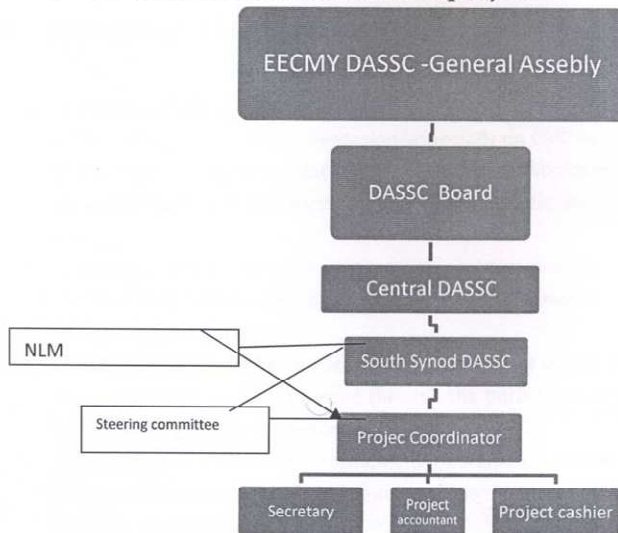 EECMY DASSC -General Assebly
DASSC Board
Central DASSC
NLM
South Synod DASSC
Steering committee
Projec Coordinator
Secretary
Project
accountant
Project cashier